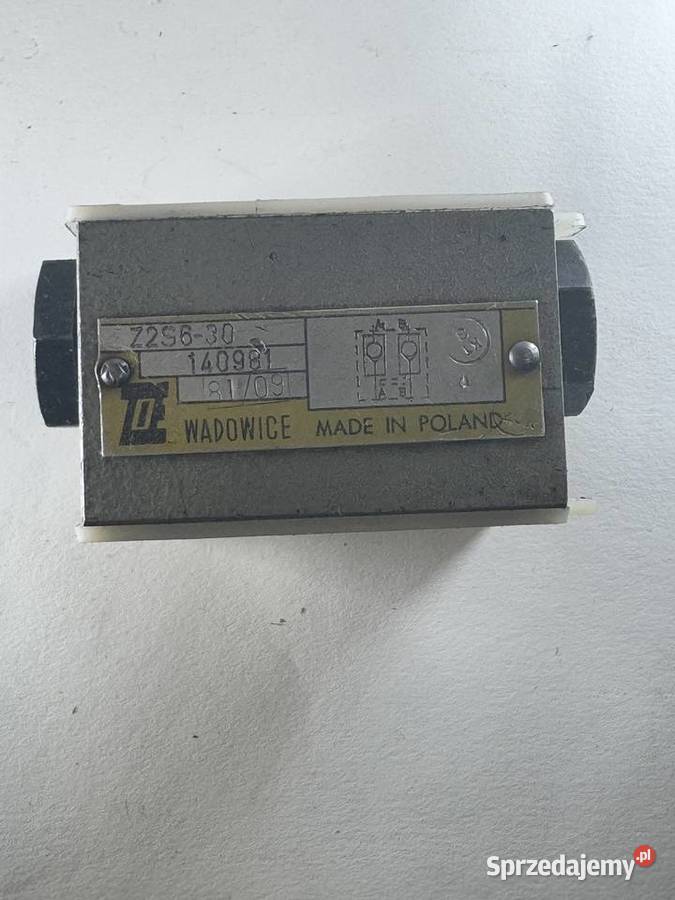 Z2S6-30
140981
81/09
A B
A B
WADOWICE MADE IN POLAND
Sprzedajemy.pl